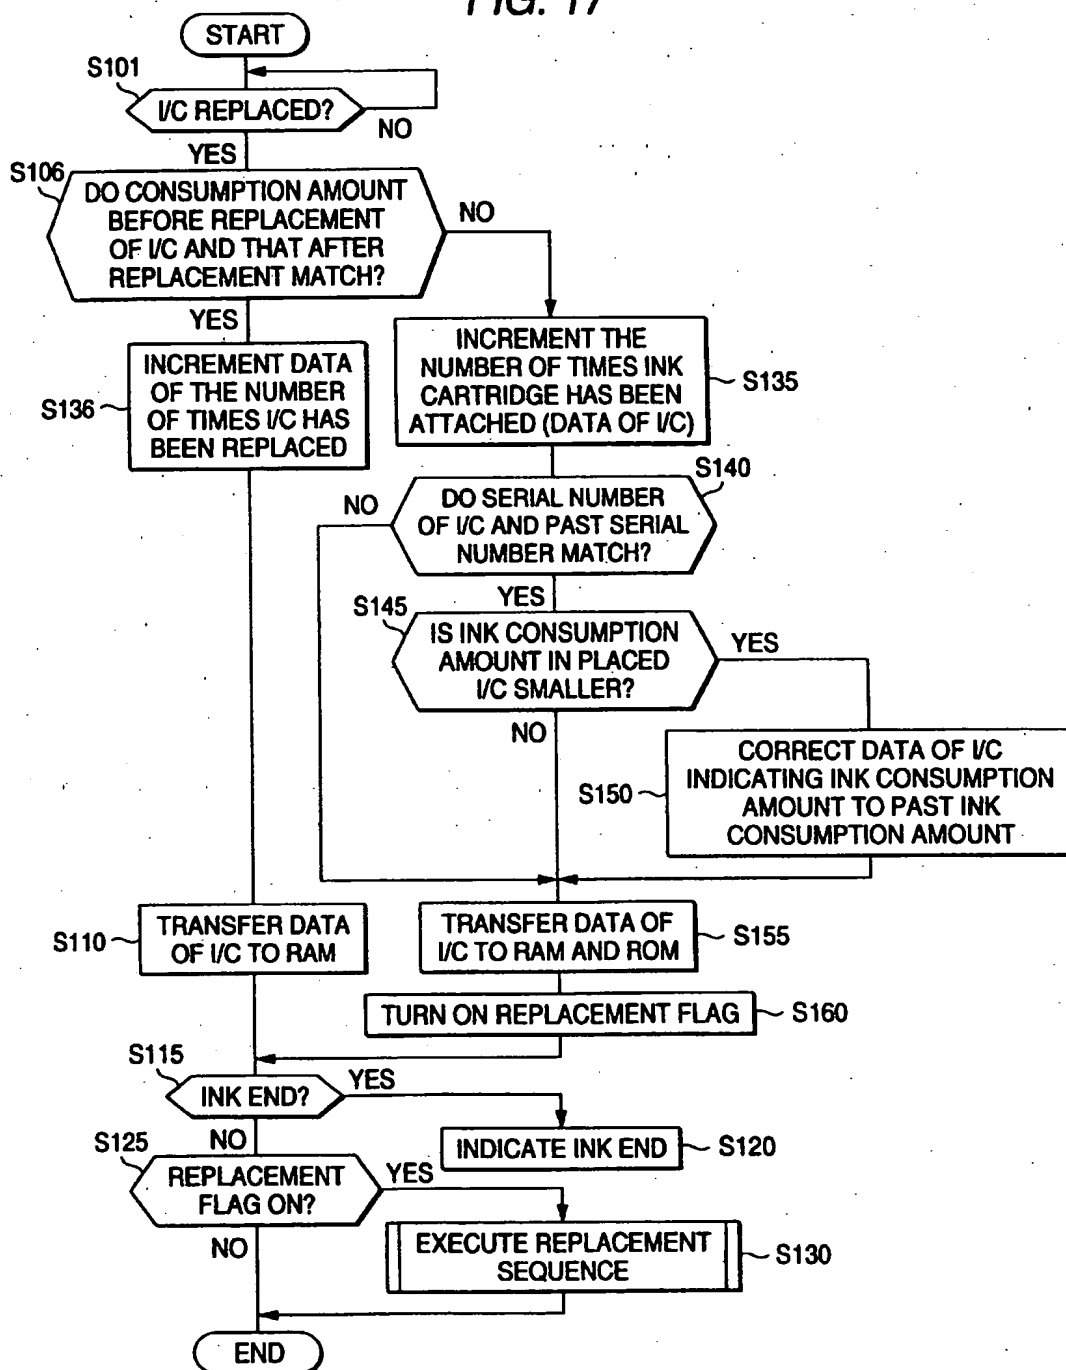 FIG. 17
START
S101
I/C REPLACED?
NO
YES
S106
DO CONSUMPTION AMOUNT
BEFORE REPLACEMENT
OF I/C AND THAT AFTER
REPLACEMENT MATCH?
NO
YES
INCREMENT DATA
OF THE NUMBER
OF TIMES I/C HAS
BEEN REPLACED
S136
INCREMENT THE
NUMBER OF TIMES INK
CARTRIDGE HAS BEEN
ATTACHED (DATA OF I/C)
S135
S140
NO
DO SERIAL NUMBER
OF I/C AND PAST SERIAL
NUMBER MATCH?
YES
S145
IS INK CONSUMPTION
AMOUNT IN PLACED
I/C SMALLER?
YES
NO
S150
CORRECT DATA OF I/C
INDICATING INK CONSUMPTION
AMOUNT TO PAST INK
CONSUMPTION AMOUNT
S110
TRANSFER DATA
OF I/C TO RAM
TRANSFER DATA OF
I/C TO RAM AND ROM
S155
TURN ON REPLACEMENT FLAG
S160
S115
INK END?
YES
NO
INDICATE INK END
S120
S125
REPLACEMENT
FLAG ON?
YES
NO
EXECUTE REPLACEMENT
SEQUENCE
S130
END